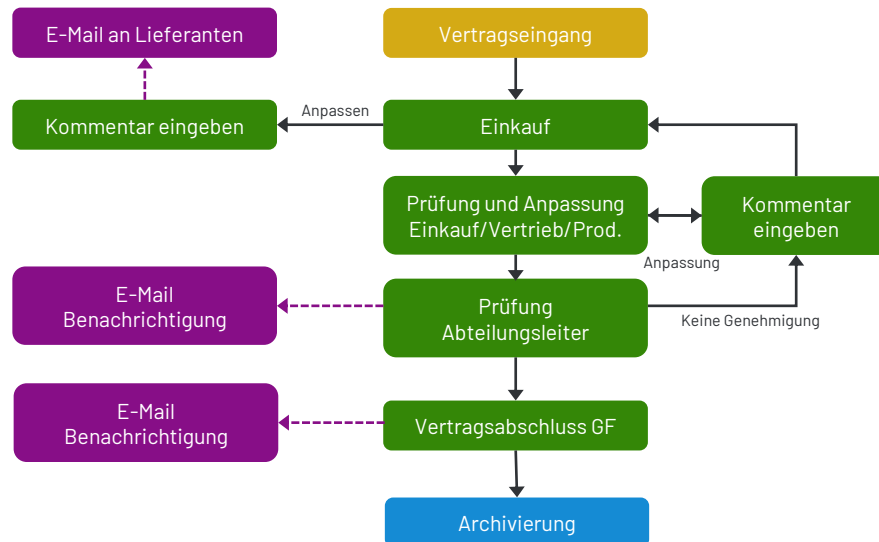 E-Mail an Lieferanten
Vertragseingang
Kommentar eingeben
Anpassen
Einkauf
Prüfung und Anpassung
Einkauf/Vertrieb/Prod.
Kommentar
eingeben
Anpassung
E-Mail
Benachrichtigung
Prüfung
Abteilungsleiter
Keine Genehmigung
E-Mail
Benachrichtigung
Vertragsabschluss GF
Archivierung